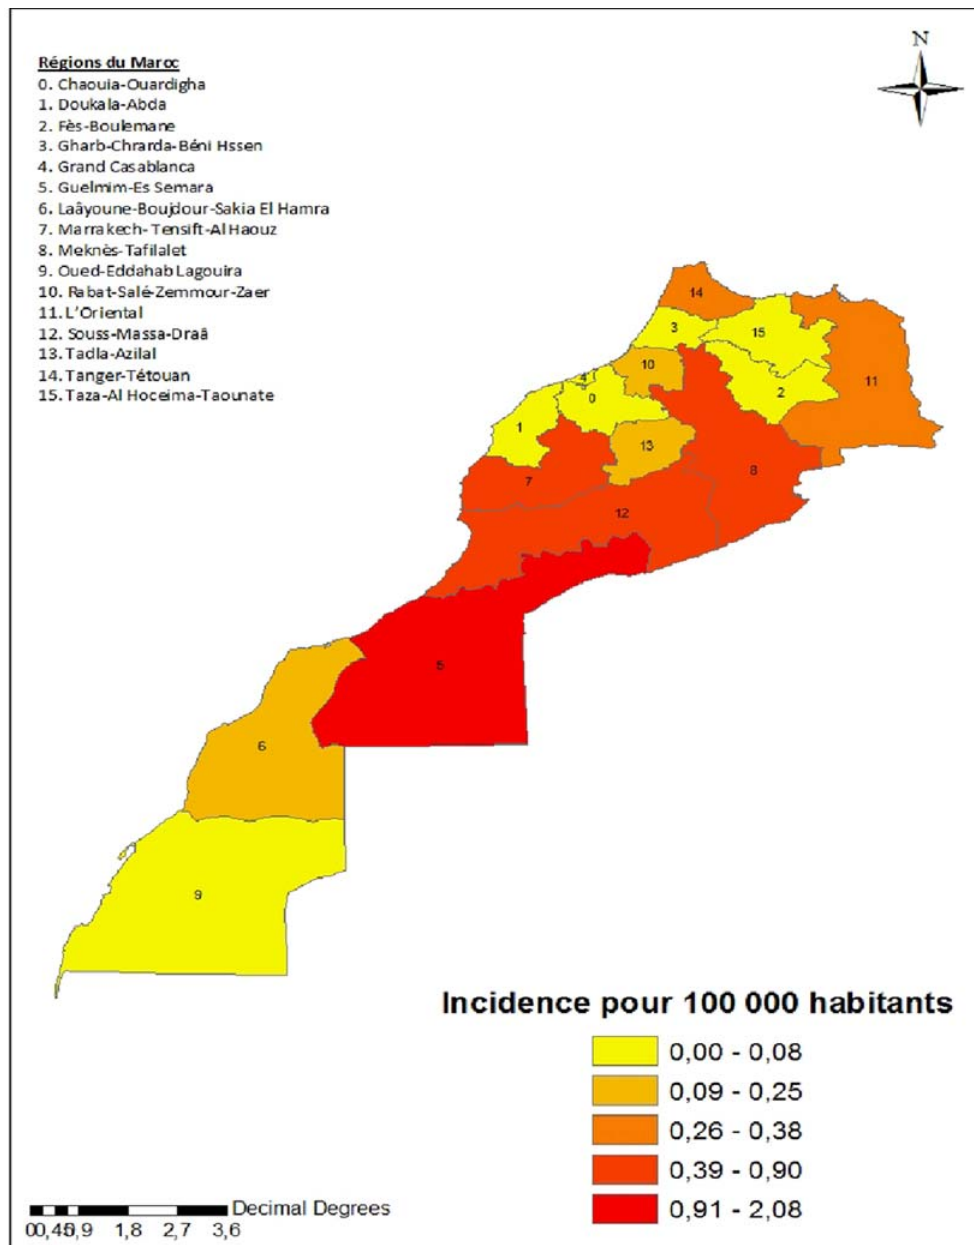 N
Régions du Maroc
0. Chaouia-Ouardigha
1. Doukala-Abda
2. Fès-Boulemane
3. Gharb-Chrarda-Béni Hssen
4. Grand Casablanca
5. Guelmim-Es Semara
6. Laâyoune-Boujdour-Sakia El Hamra
7. Marrakech- Tensift-Al Haouz
8. Meknès-Tafilalet
9. Oued-Eddahab Lagouira
10. Rabat-Salé-Zemmour-Zaer
11. L'Oriental
12. Souss-Massa-Draâ
13. Tadla-Azilal
14. Tanger-Tétouan
15. Taza-Al Hoceima-Taounate
14
3
15
10
4
0
2
11
1
13
7
8
12
5
6
9
Incidence pour 100 000 habitants
0,00 - 0,08
0,09 - 0,25
0,26 - 0,38
0,39 - 0,90
0,91 - 2,08
Decimal Degrees
0 0,45 0,9 1,8 2,7 3,6